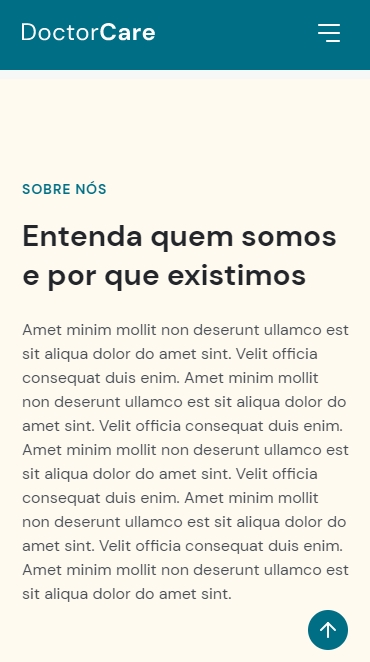 DoctorCare
SOBRE NÓS
Entenda quem somos
e por que existimos
Amet minim mollit non deserunt ullamco est
sit aliqua dolor do amet sint. Velit officia
consequat duis enim. Amet minim mollit
non deserunt ullamco est sit aliqua dolor do
amet sint. Velit officia consequat duis enim.
Amet minim mollit non deserunt ullamco est
sit aliqua dolor do amet sint. Velit officia
consequat duis enim. Amet minim mollit
non deserunt ullamco est sit aliqua dolor do
amet sint. Velit officia consequat duis enim.
Amet minim mollit non deserunt ullamco est
sit aliqua dolor do amet sint.